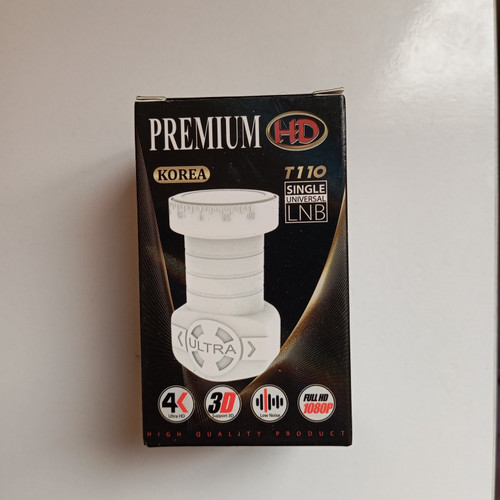 PREMIUM HD
KOREA
T110
SINGLE
UNIVERSAL
LNB
ULTRA
4K
Ultra HD
3D
Support 3D
Low Noise
FULL HD
1080P
HIGH QUALITY PRODUCT